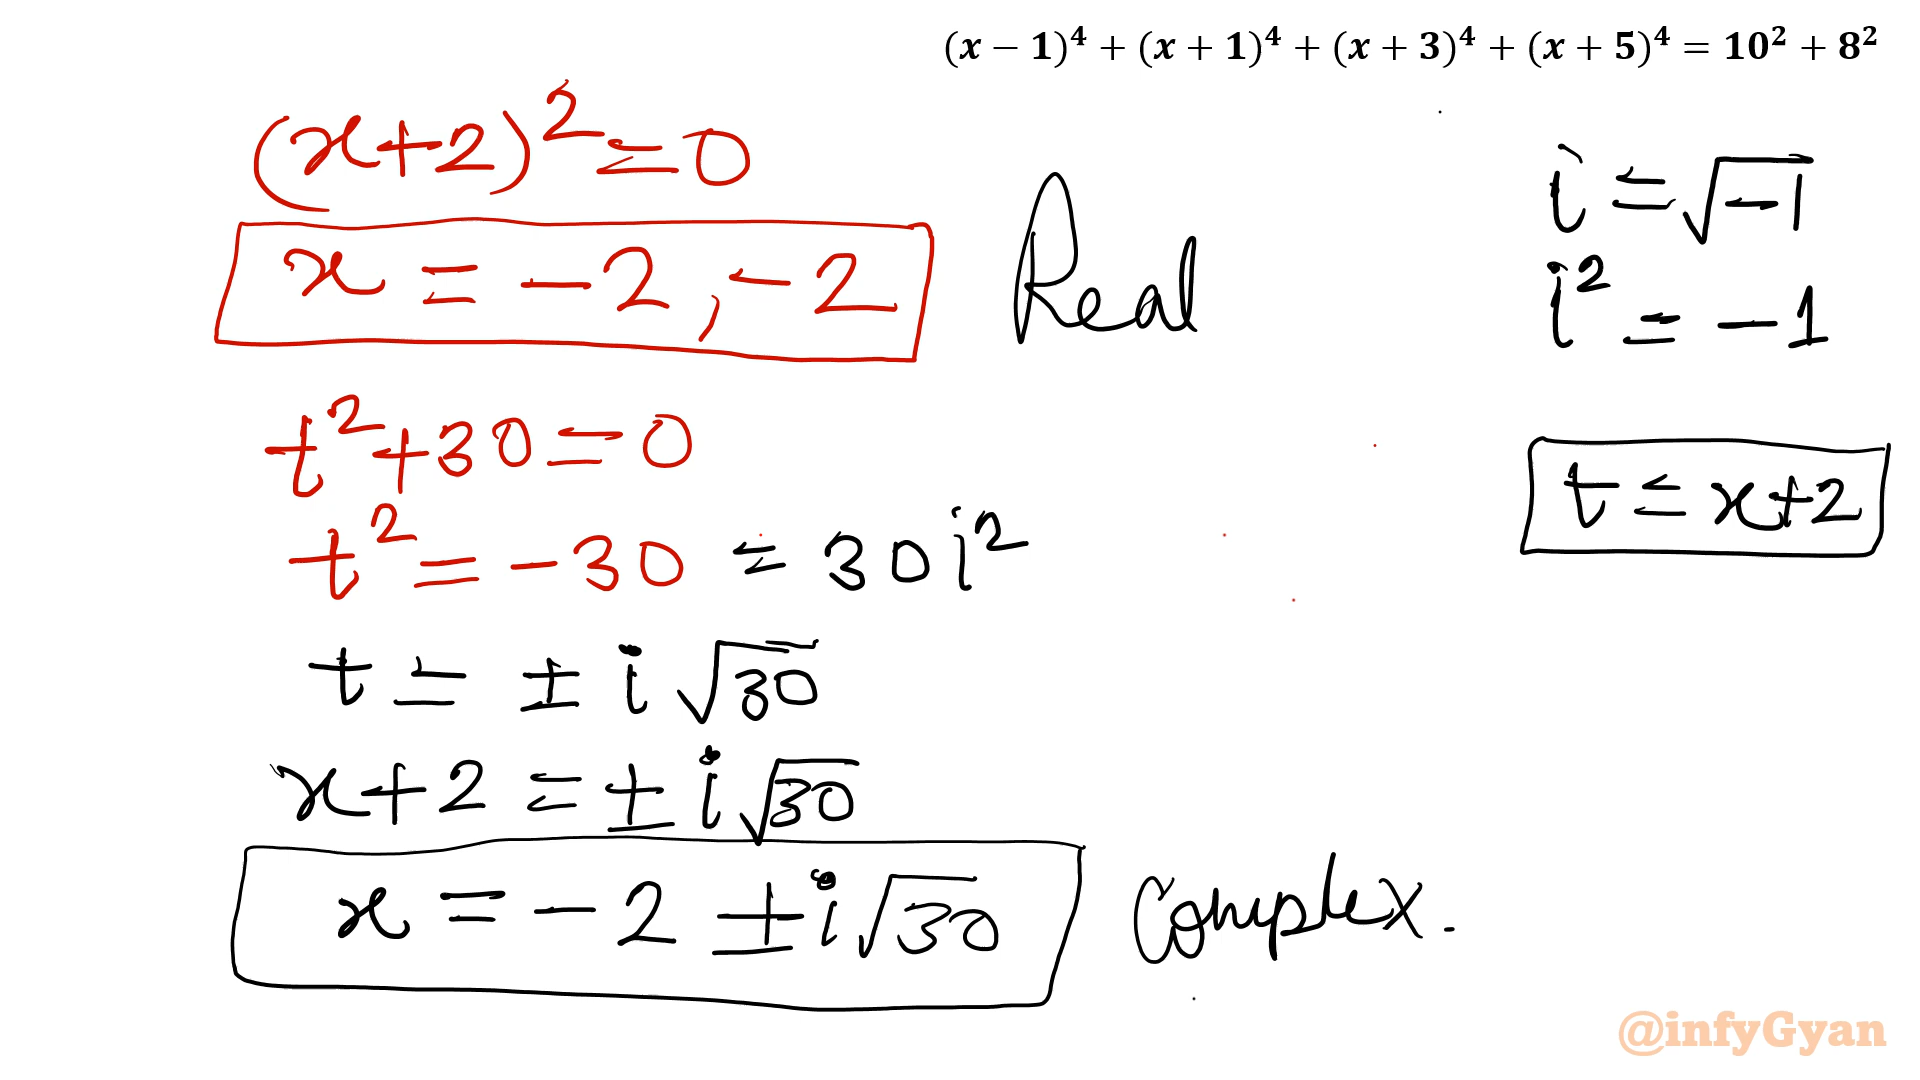 (x − 1)⁴ + (x + 1)⁴ + (x + 3)⁴ + (x + 5)⁴ = 10² + 8²
(x+2)² = 0
x = −2, −2
Real
i = √−1
i² = −1
t² + 30 = 0
t = x+2
t² = −30 = 30i²
t = ± i√30
x+2 = ± i√30
x = −2 ± i√30
Complex.
@infyGyan